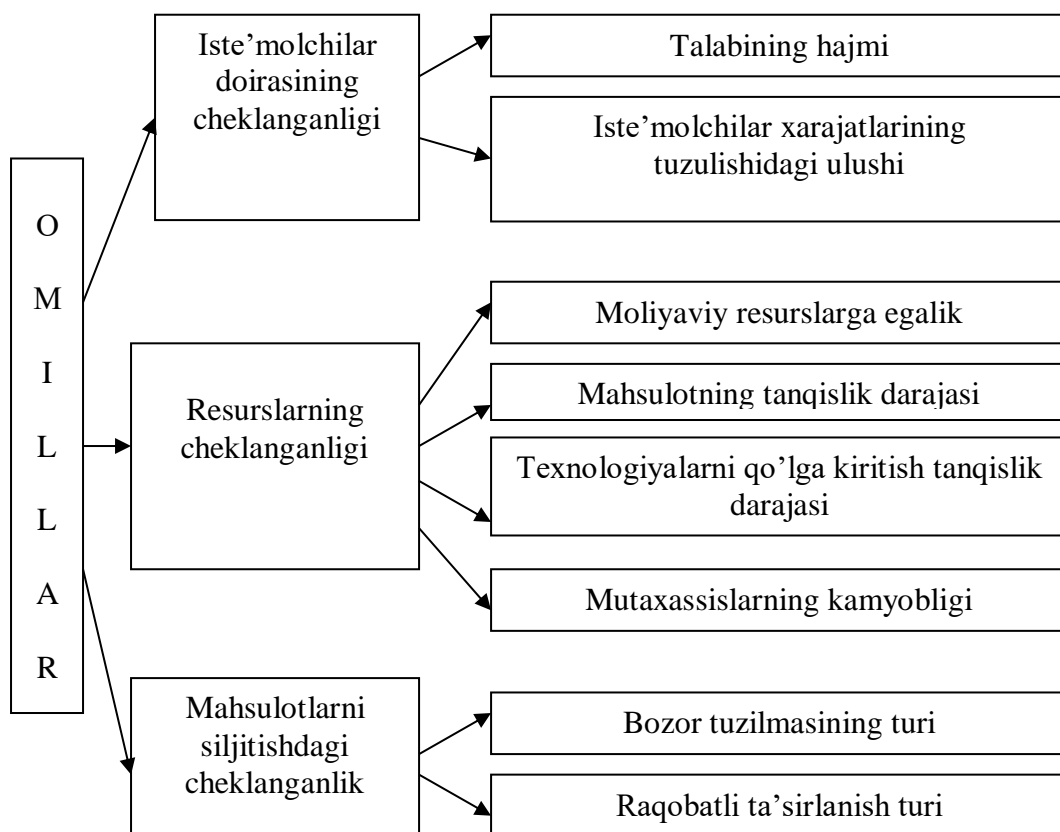 O
M
I
L
L
A
R
Iste’molchilar
doirasining
cheklanganligi
Talabining hajmi
Iste’molchilar xarajatlarining
tuzulishidagi ulushi
Resurslarning
cheklanganligi
Moliyaviy resurslarga egalik
Mahsulotning tanqislik darajasi
Texnologiyalarni qo’lga kiritish tanqislik
darajasi
Mutaxassislarning kamyobligi
Mahsulotlarni
siljitishdagi
cheklanganlik
Bozor tuzilmasining turi
Raqobatli ta’sirlanish turi